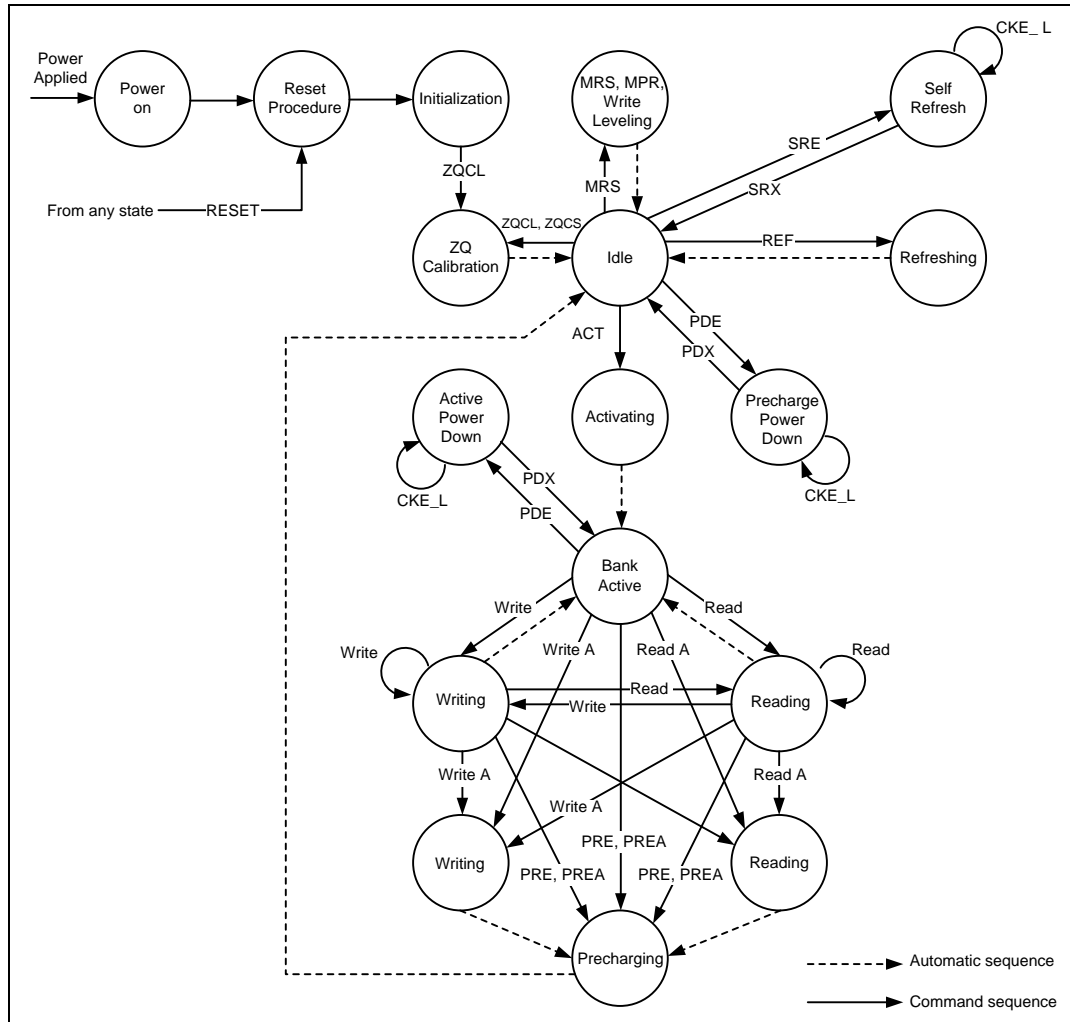 Power
Applied
Power
on
Reset
Procedure
Initialization
MRS, MPR,
Write
Leveling
CKE_ L
Self
Refresh
From any state
RESET
ZQCL
MRS
SRE
SRX
ZQCL, ZQCS
ZQ
Calibration
Idle
REF
Refreshing
ACT
PDE
PDX
Active
Power
Down
CKE_L
Activating
Precharge
Power
Down
CKE_L
PDX
PDE
Bank
Active
Write
Read
Write A
Read A
Write
Read
Writing
Read
Write
Reading
Write A
Read A
Write A
Writing
Reading
PRE, PREA
PRE, PREA
PRE, PREA
Precharging
Automatic sequence
Command sequence